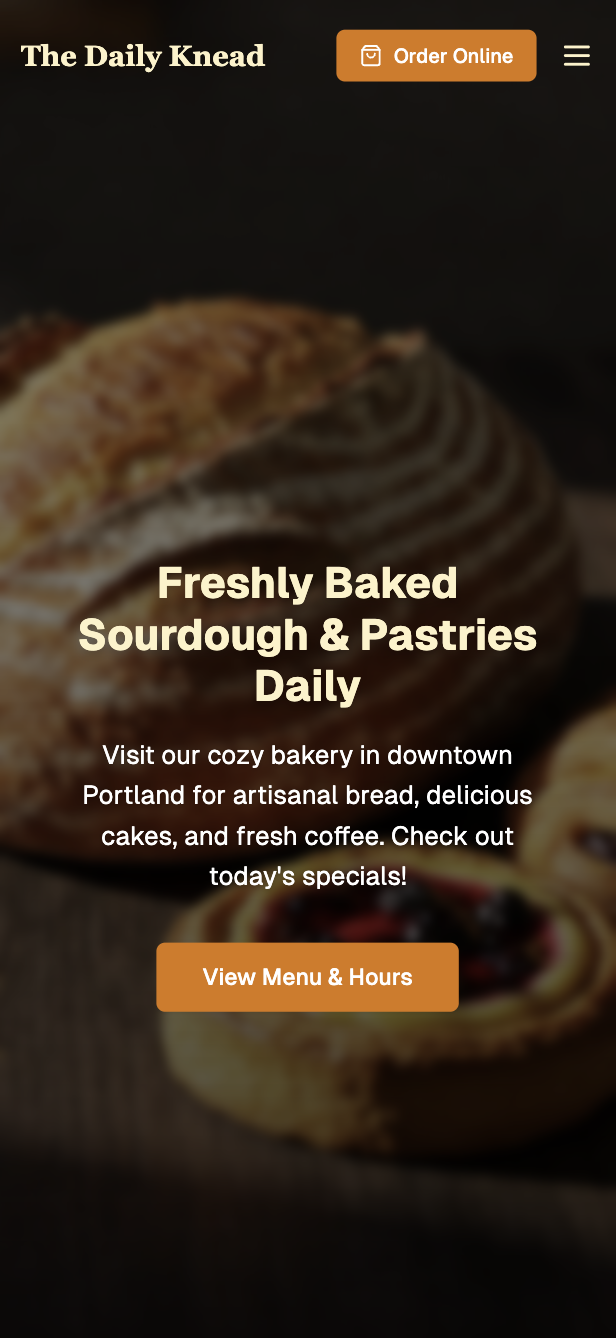 The Daily Knead
Order Online
Freshly Baked
Sourdough & Pastries
Daily
Visit our cozy bakery in downtown
Portland for artisanal bread, delicious
cakes, and fresh coffee. Check out
today's specials!
View Menu & Hours